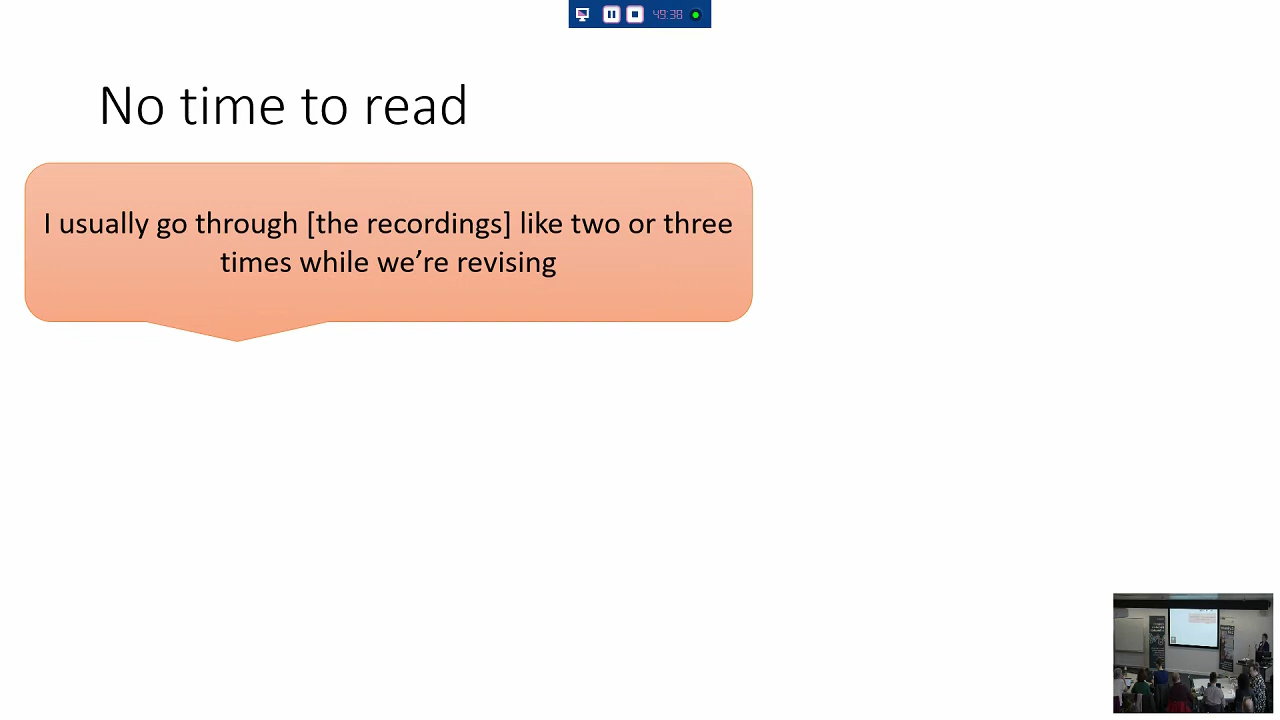 49:38
No time to read
I usually go through [the recordings] like two or three
times while we’re revising